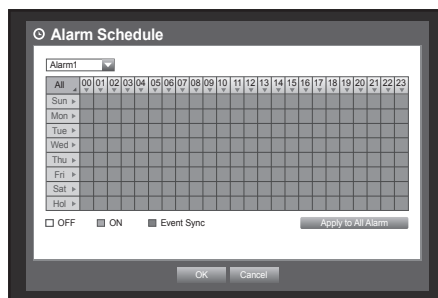 Alarm Schedule
Alarm1
All 00 01 02 03 04 05 06 07 08 09 10 11 12 13 14 15 16 17 18 19 20 21 22 23
Sun
Mon
Tue
Wed
Thu
Fri
Sat
Hol
OFF ON Event Sync Apply to All Alarm
OK Cancel